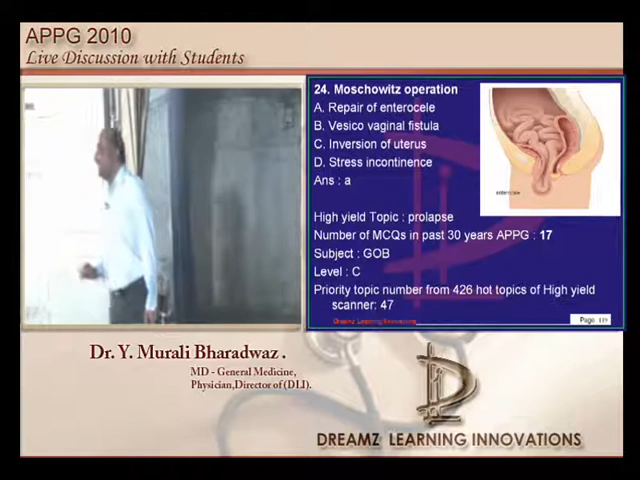 APPG 2010
Live Discussion with Students
24. Moschowitz operation
A. Repair of enterocele
B. Vesico vaginal fistula
C. Inversion of uterus
D. Stress incontinence
Ans : a
enterocele
High yield Topic : prolapse
Number of MCQs in past 30 years APPG : 17
Subject : GOB
Level : C
Priority topic number from 426 hot topics of High yield
scanner: 47
Dreamz Learning Innovations
Page 119
Dr. Y. Murali Bharadwaz .
MD - General Medicine,
Physician,Director of (DLI).
DREAMZ LEARNING INNOVATIONS